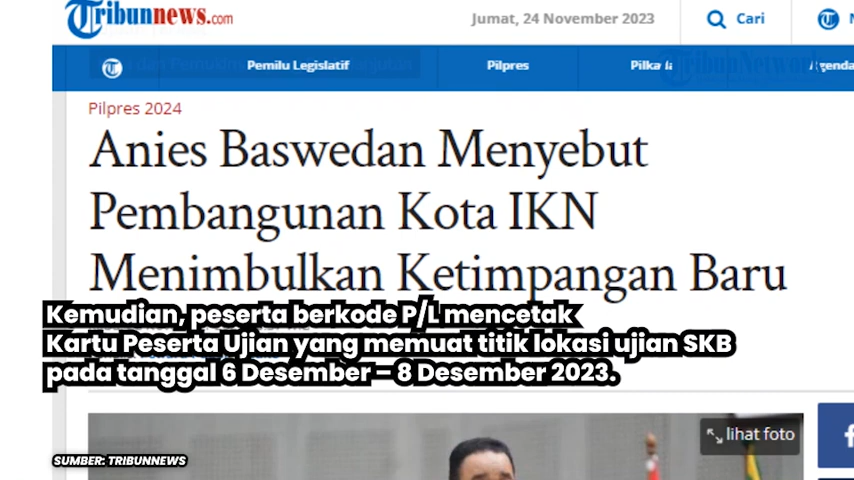 Tribunnews.com
Jumat, 24 November 2023
Cari
Pemilu Legislatif
Pilpres
Pilka
Agenda
Pilpres 2024
Anies Baswedan Menyebut
Pembangunan Kota IKN
Menimbulkan Ketimpangan Baru
Kemudian, peserta berkode P/L mencetak
Kartu Peserta Ujian yang memuat titik lokasi ujian SKB
pada tanggal 6 Desember – 8 Desember 2023.
lihat foto
SUMBER: TRIBUNNEWS